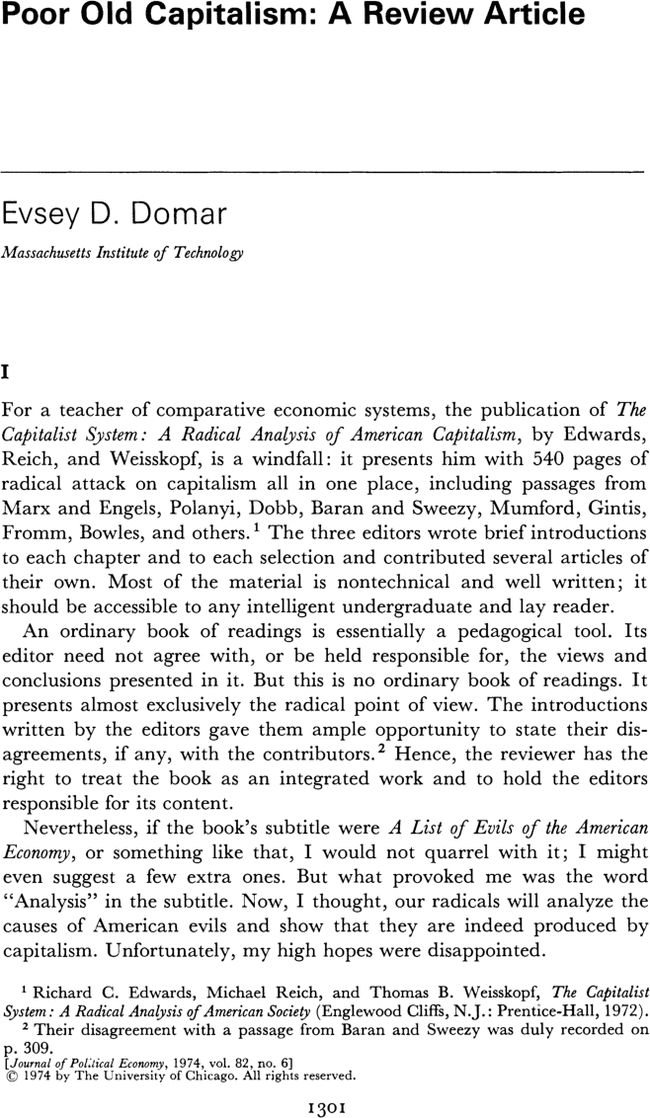 Poor Old Capitalism: A Review Article
Evsey D. Domar
Massachusetts Institute of Technology
I
For a teacher of comparative economic systems, the publication of The
Capitalist System: A Radical Analysis of American Capitalism, by Edwards,
Reich, and Weisskopf, is a windfall: it presents him with 540 pages of
radical attack on capitalism all in one place, including passages from
Marx and Engels, Polanyi, Dobb, Baran and Sweezy, Mumford, Gintis,
Fromm, Bowles, and others.¹ The three editors wrote brief introductions
to each chapter and to each selection and contributed several articles of
their own. Most of the material is nontechnical and well written; it
should be accessible to any intelligent undergraduate and lay reader.
An ordinary book of readings is essentially a pedagogical tool. Its
editor need not agree with, or be held responsible for, the views and
conclusions presented in it. But this is no ordinary book of readings. It
presents almost exclusively the radical point of view. The introductions
written by the editors gave them ample opportunity to state their dis-
agreements, if any, with the contributors.² Hence, the reviewer has the
right to treat the book as an integrated work and to hold the editors
responsible for its content.
Nevertheless, if the book's subtitle were A List of Evils of the American
Economy, or something like that, I would not quarrel with it; I might
even suggest a few extra ones. But what provoked me was the word
"Analysis" in the subtitle. Now, I thought, our radicals will analyze the
causes of American evils and show that they are indeed produced by
capitalism. Unfortunately, my high hopes were disappointed.
¹ Richard C. Edwards, Michael Reich, and Thomas B. Weisskopf, The Capitalist
System: A Radical Analysis of American Society (Englewood Cliffs, N.J.: Prentice-Hall, 1972).
² Their disagreement with a passage from Baran and Sweezy was duly recorded on
p. 309.
[Journal of Political Economy, 1974, vol. 82, no. 6]
© 1974 by The University of Chicago. All rights reserved.
1301